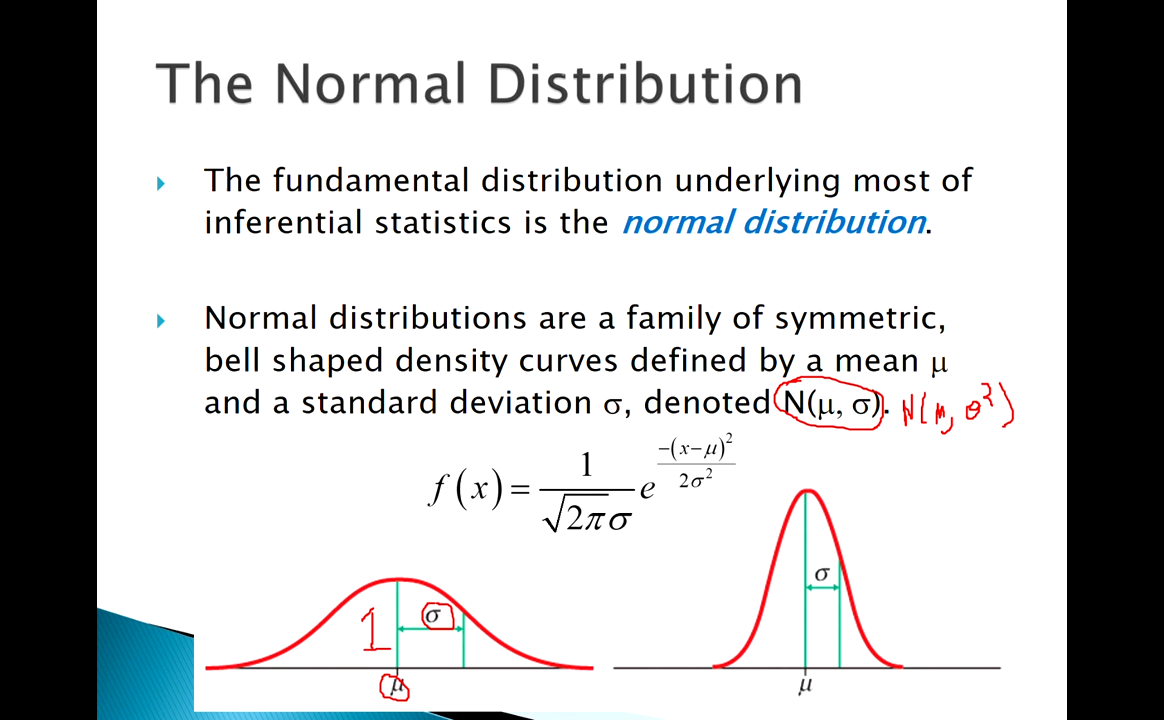 The Normal Distribution
The fundamental distribution underlying most of
inferential statistics is the normal distribution.
Normal distributions are a family of symmetric,
bell shaped density curves defined by a mean μ
and a standard deviation σ, denoted N(μ, σ). N(μ, σ²)
f(x) = 1/(√2π σ) e^(-(x-μ)²/2σ²)
1 σ
μ
σ
μ